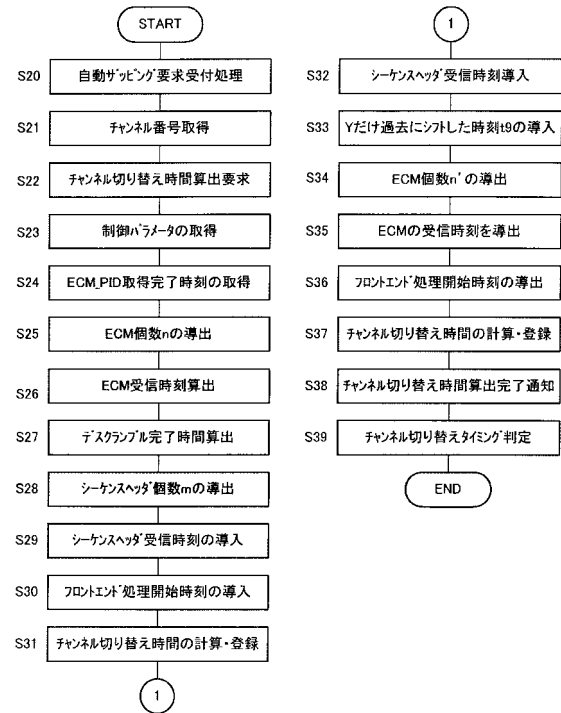 START
S20 自動ザッピング要求受付処理
S21 チャンネル番号取得
S22 チャンネル切り替え時間算出要求
S23 制御パラメータの取得
S24 ECM_PID取得完了時刻の取得
S25 ECM個数nの導出
S26 ECM受信時刻算出
S27 デスクランブル完了時間算出
S28 シーケンスヘッダ個数mの導出
S29 シーケンスヘッダ受信時刻の導入
S30 フロントエンド処理開始時刻の導入
S31 チャンネル切り替え時間の計算・登録
1
1
S32 シーケンスヘッダ受信時刻導入
S33 Yだけ過去にシフトした時刻t9の導入
S34 ECM個数n'の導出
S35 ECMの受信時刻を導出
S36 フロントエンド処理開始時刻の導出
S37 チャンネル切り替え時間の計算・登録
S38 チャンネル切り替え時間算出完了通知
S39 チャンネル切り替えタイミング判定
END